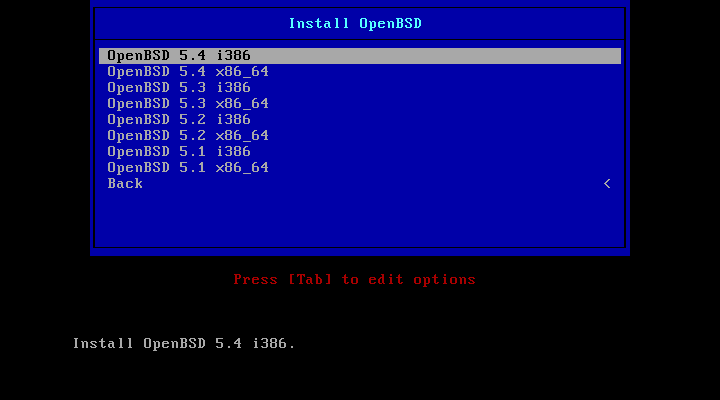 Install OpenBSD
OpenBSD 5.4 i386
OpenBSD 5.4 x86_64
OpenBSD 5.3 i386
OpenBSD 5.3 x86_64
OpenBSD 5.2 i386
OpenBSD 5.2 x86_64
OpenBSD 5.1 i386
OpenBSD 5.1 x86_64
Back <
Press [Tab] to edit options
Install OpenBSD 5.4 i386.